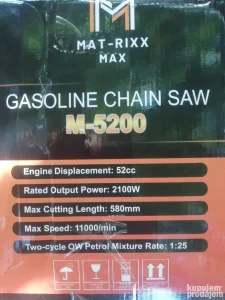 MAT-RIXX
MAX
GASOLINE CHAIN SAW
M-5200
Engine Displacement: 52cc
Rated Output Power: 2100W
Max Cutting Length: 580mm
Max Speed: 11000/min
Two-cycle OW Petrol Mixture Rate: 1:25
kupujem
prodajem